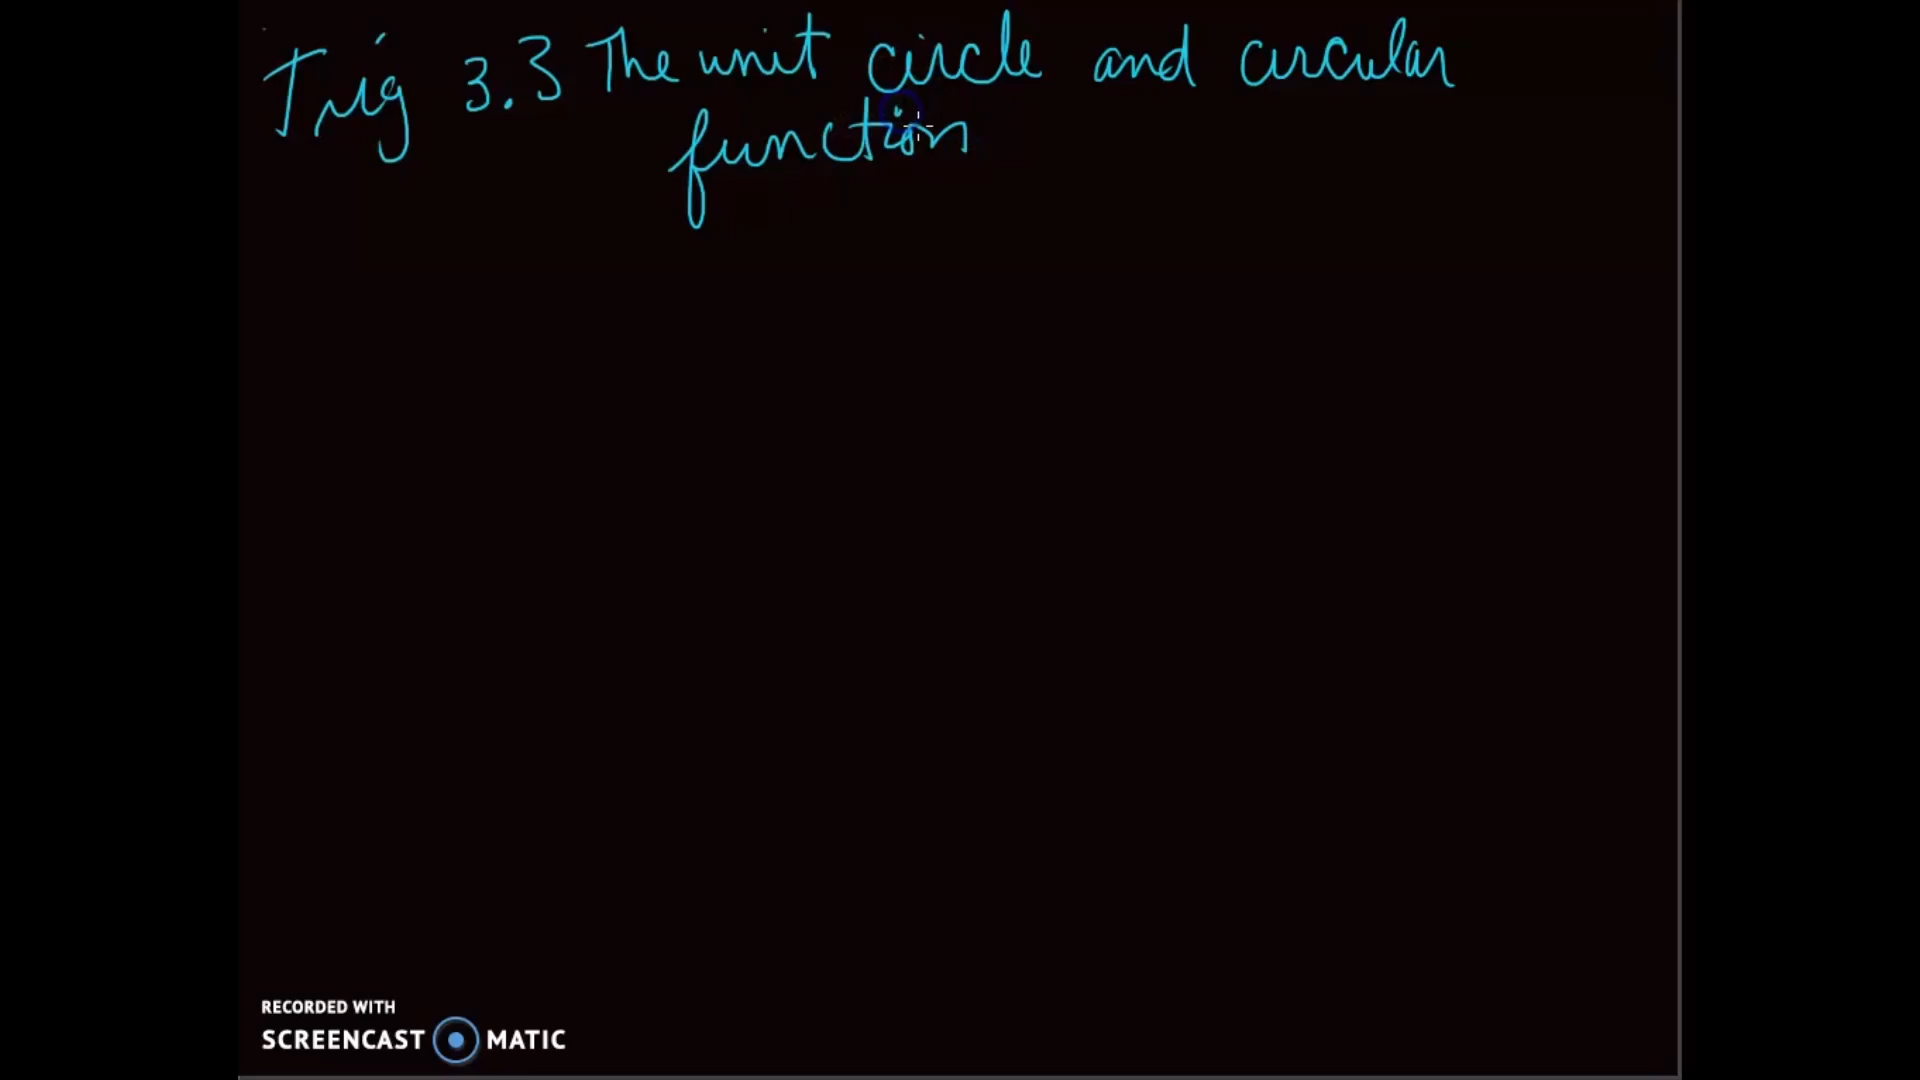 Trig 3.3 The unit circle and circular
function
RECORDED WITH
SCREENCAST MATIC